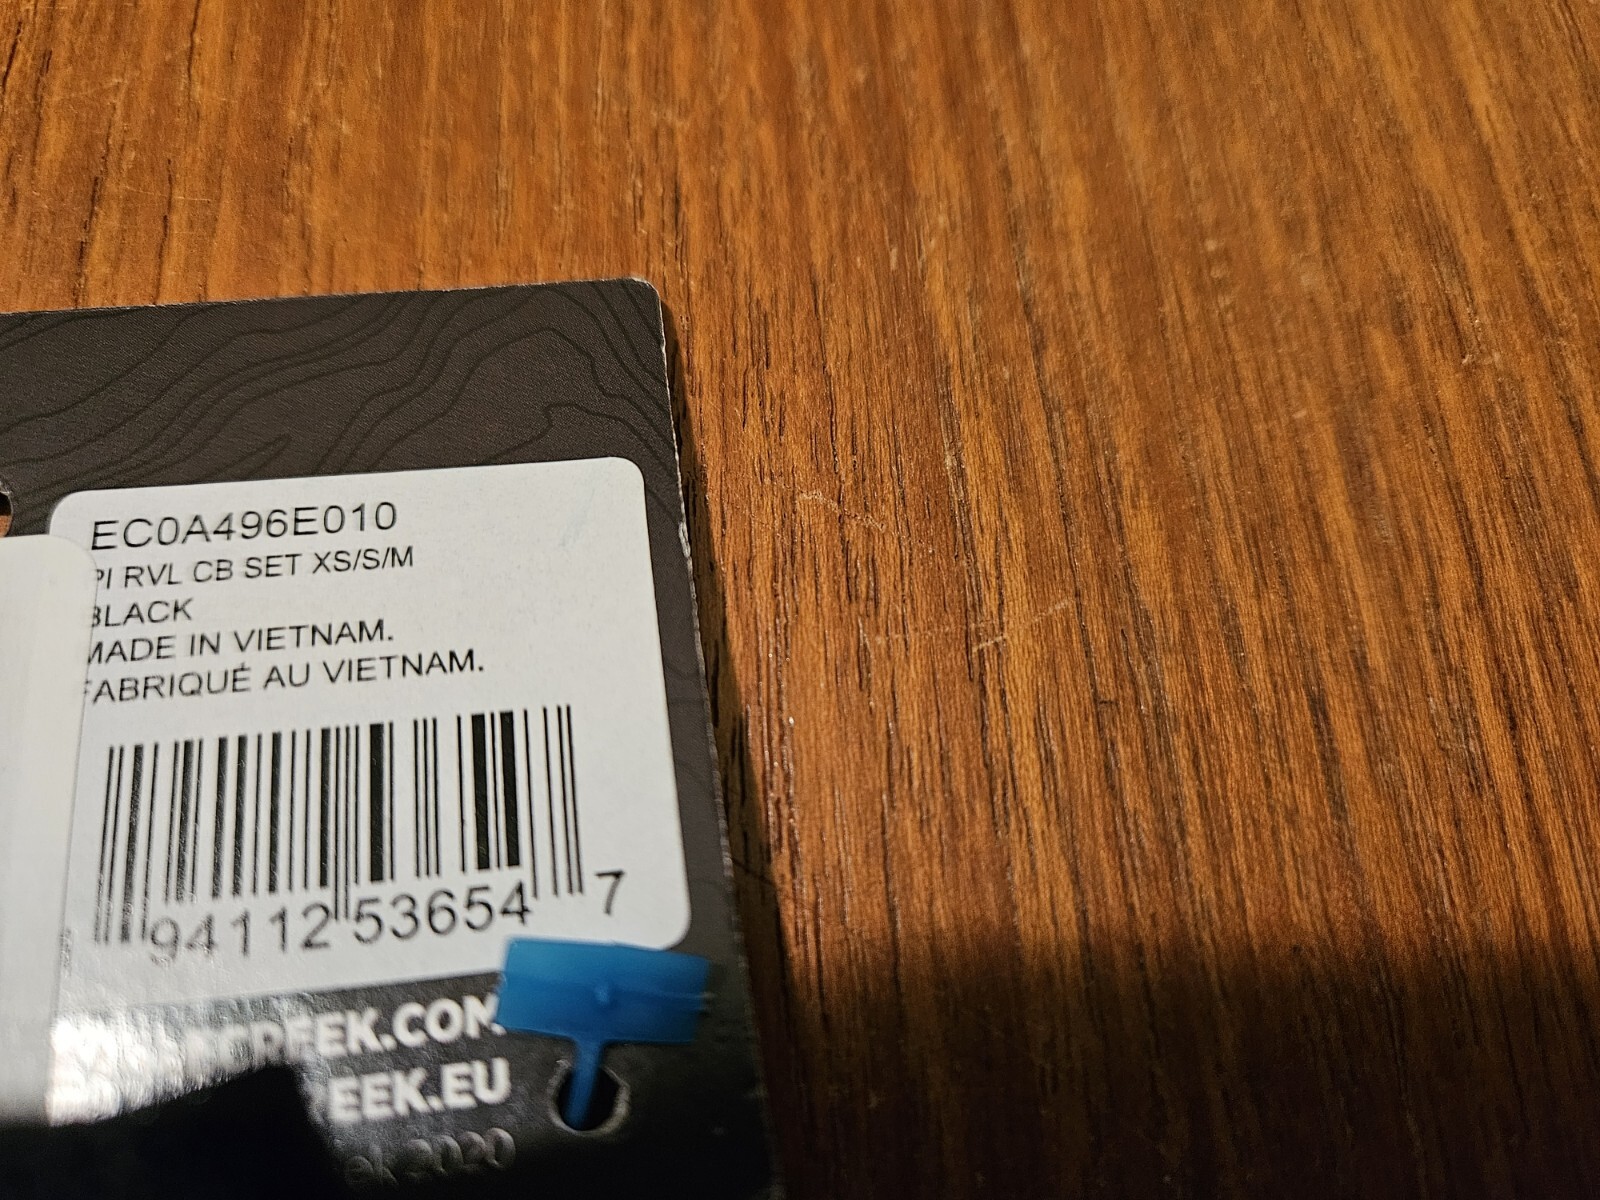 EC0A496E010
PI RVL CB SET XS/S/M
BLACK
MADE IN VIETNAM.
FABRIQUÉ AU VIETNAM.
94112 53654 7